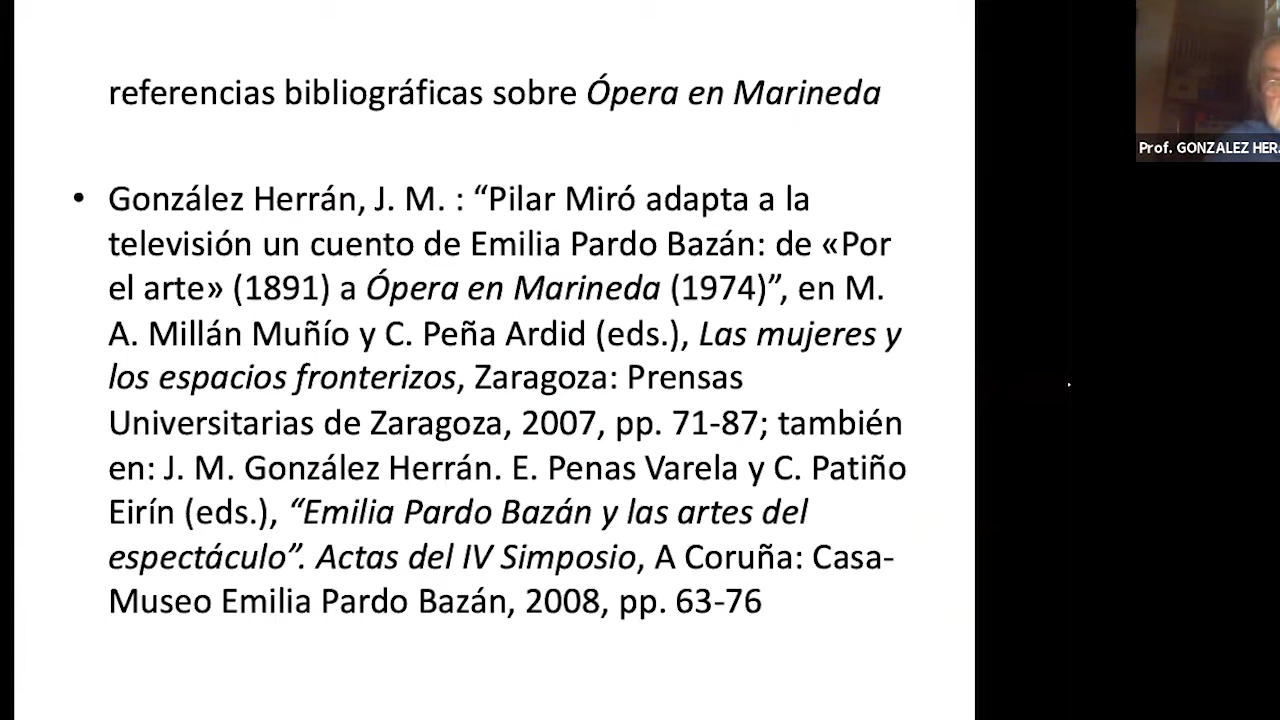 referencias bibliográficas sobre Ópera en Marineda
• González Herrán, J. M. : “Pilar Miró adapta a la
televisión un cuento de Emilia Pardo Bazán: de «Por
el arte» (1891) a Ópera en Marineda (1974)”, en M.
A. Millán Muñío y C. Peña Ardid (eds.), Las mujeres y
los espacios fronterizos, Zaragoza: Prensas
Universitarias de Zaragoza, 2007, pp. 71-87; también
en: J. M. González Herrán. E. Penas Varela y C. Patiño
Eirín (eds.), “Emilia Pardo Bazán y las artes del
espectáculo”. Actas del IV Simposio, A Coruña: Casa-
Museo Emilia Pardo Bazán, 2008, pp. 63-76
Prof. GONZALEZ HER.